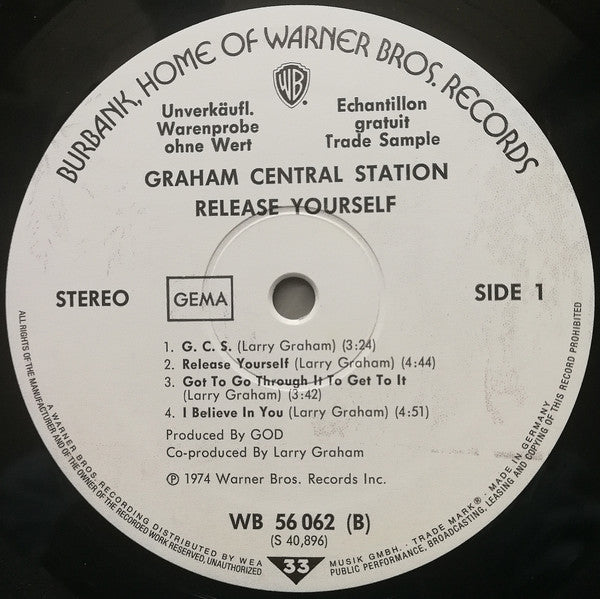 BURBANK, HOME OF WARNER BROS. RECORDS
WB
Unverkäufl.
Warenprobe
ohne Wert
Echantillon
gratuit
Trade Sample
GRAHAM CENTRAL STATION
RELEASE YOURSELF
STEREO
GEMA
SIDE 1
1. G. C. S. (Larry Graham) (3:24)
2. Release Yourself (Larry Graham) (4:44)
3. Got To Go Through It To Get To It
(Larry Graham) (3:42)
4. I Believe In You (Larry Graham) (4:51)
Produced By GOD
Co-produced By Larry Graham
℗ 1974 Warner Bros. Records Inc.
WB 56 062 (B)
(S 40,896)
33
A WARNER BROS. RECORDING DISTRIBUTED BY WEA MUSIK GMBH... TRADE MARK® · MADE IN GERMANY
ALL RIGHTS OF THE MANUFACTURER AND OF THE OWNER OF THE RECORDED WORK RESERVED, UNAUTHORIZED PUBLIC PERFORMANCE, BROADCASTING, LEASING AND COPYING OF THIS RECORD PROHIBITED